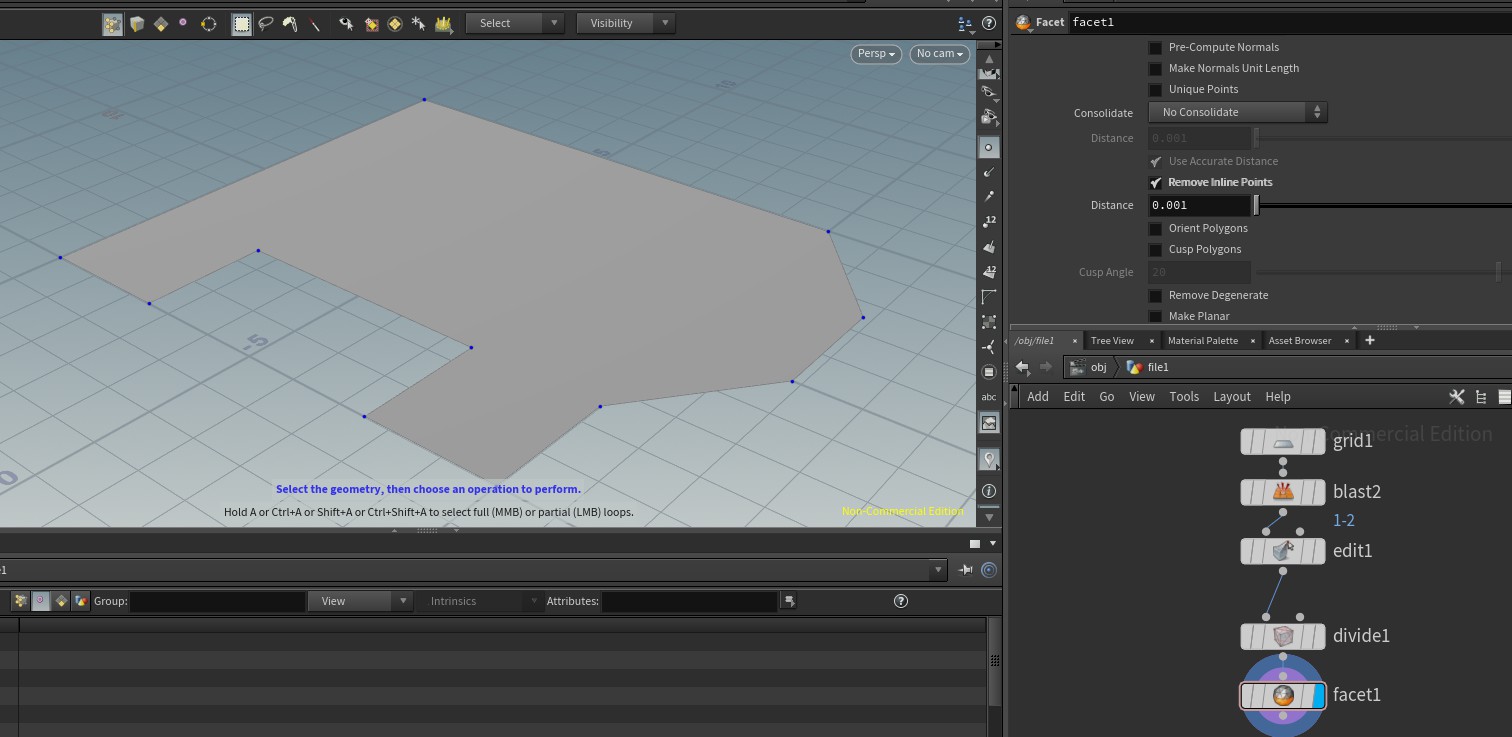 Select
Visibility
Persp
No cam
10
5
-5
0
12
12
abc
Select the geometry, then choose an operation to perform.
Hold A or Ctrl+A or Shift+A or Ctrl+Shift+A to select full (MMB) or partial (LMB) loops.
Non-Commercial Edition
Group:
View
Intrinsics
Attributes:
Facet facet1
Pre-Compute Normals
Make Normals Unit Length
Unique Points
Consolidate No Consolidate
Distance 0.001
Use Accurate Distance
Remove Inline Points
Distance 0.001
Orient Polygons
Cusp Polygons
Cusp Angle 20
Remove Degenerate
Make Planar
/obj/file1 × Tree View × Material Palette × Asset Browser ×
obj file1
Add Edit Go View Tools Layout Help
Non-Commercial Edition
grid1
blast2
1-2
edit1
divide1
facet1